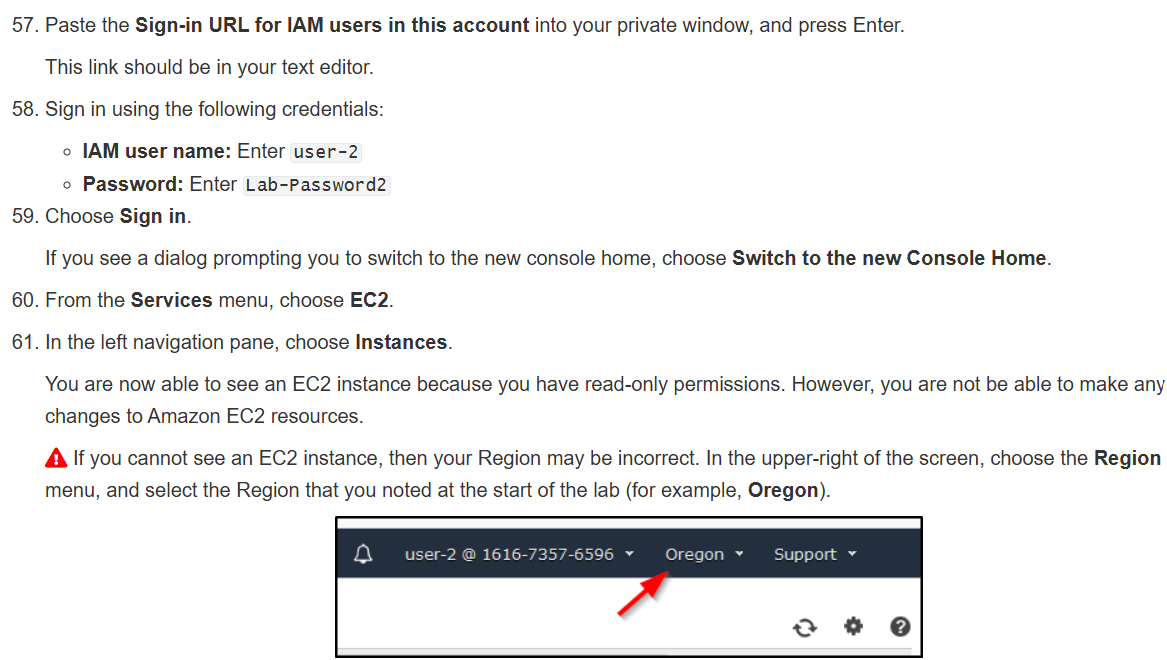 57. Paste the Sign-in URL for IAM users in this account into your private window, and press Enter.
This link should be in your text editor.
58. Sign in using the following credentials:
◦ IAM user name: Enter user-2
◦ Password: Enter Lab-Password2
59. Choose Sign in.
If you see a dialog prompting you to switch to the new console home, choose Switch to the new Console Home.
60. From the Services menu, choose EC2.
61. In the left navigation pane, choose Instances.
You are now able to see an EC2 instance because you have read-only permissions. However, you are not be able to make any
changes to Amazon EC2 resources.
If you cannot see an EC2 instance, then your Region may be incorrect. In the upper-right of the screen, choose the Region
menu, and select the Region that you noted at the start of the lab (for example, Oregon).
user-2 @ 1616-7357-6596 Oregon Support